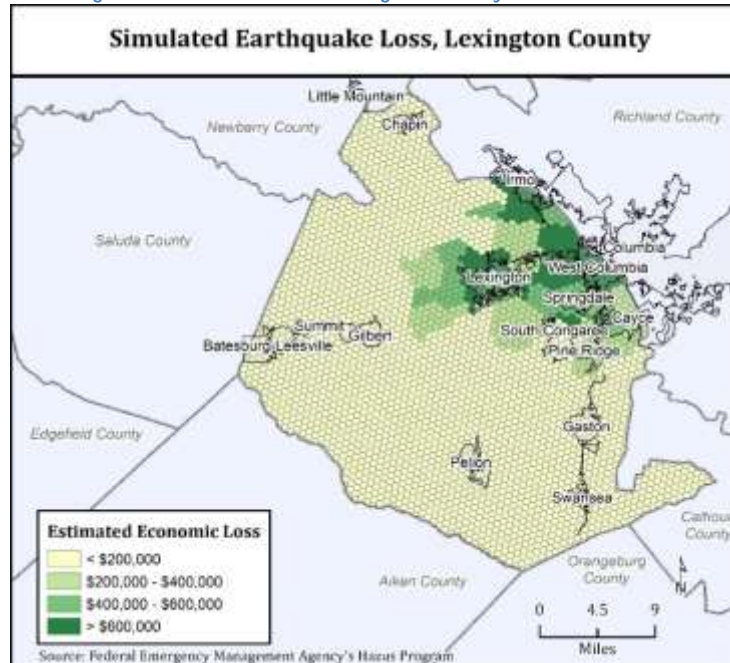 Simulated Earthquake Loss, Lexington County
Little Mountain
Newberry County
Chapin
Richland County
Irmo
Saluda County
Columbia
West Columbia
Lexington
Springdale
Cayce
Summit
South Congaree
Batesburg-Leesville
Gilbert
Pine Ridge
Edgefield County
Gaston
Pelion
Swansea
Calhoun
County
Orangeburg
County
Aiken County
N
Estimated Economic Loss
< $200,000
$200,000 - $400,000
$400,000 - $600,000
> $600,000
0 4.5 9
Miles
Source: Federal Emergency Management Agency's Hazus Program